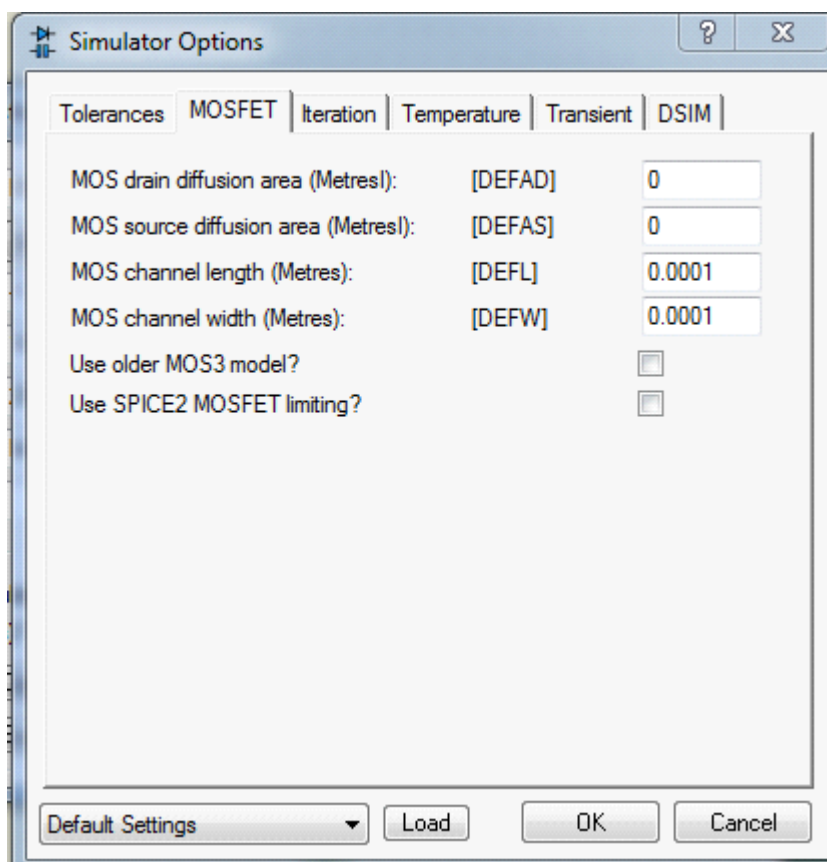 Simulator Options
Tolerances MOSFET Iteration Temperature Transient DSIM
MOS drain diffusion area (MetresI): [DEFAD] 0
MOS source diffusion area (MetresI): [DEFAS] 0
MOS channel length (Metres): [DEFL] 0.0001
MOS channel width (Metres): [DEFW] 0.0001
Use older MOS3 model?
Use SPICE2 MOSFET limiting?
Default Settings Load OK Cancel